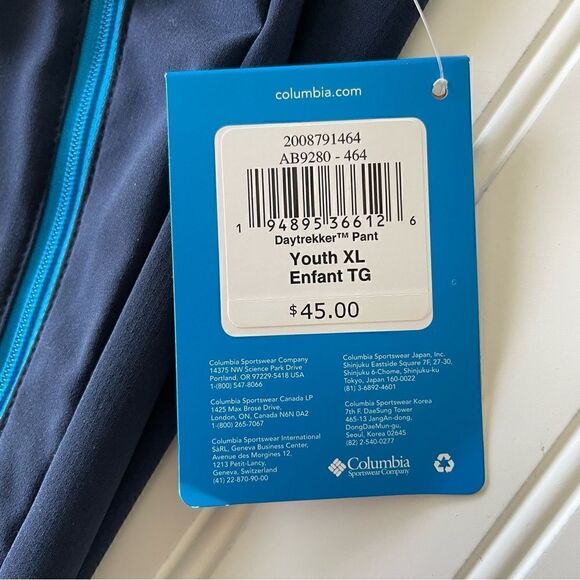 columbia.com
2008791464
AB9280 - 464
1 94895 36612 6
Daytrekker™ Pant
Youth XL
Enfant TG
$45.00
Columbia Sportswear Company
14375 NW Science Park Drive
Portland, OR 97229-5418 USA
1-(800) 547-8066
Columbia Sportswear Canada LP
1425 Max Brose Drive,
London, ON, Canada N6N 0A2
1-(800) 265-7067
Columbia Sportswear International
SàRL, Geneva Business Center,
Avenue des Morgines 12,
1213 Petit-Lancy,
Geneva, Switzerland
(41) 22-870-90-00
Columbia Sportswear Japan, Inc.
Shinjuku Eastside Square 7F, 27-30,
Shinjuku 6-Chome, Shinjuku-ku
Tokyo, Japan 160-0022
(81) 3-6892-4601
Columbia Sportswear Korea
7th F. DaeSung Tower
465-13 JangAn-dong,
DongDaeMun-gu,
Seoul, Korea 02645
(82) 2-540-0277
Columbia
Sportswear Company